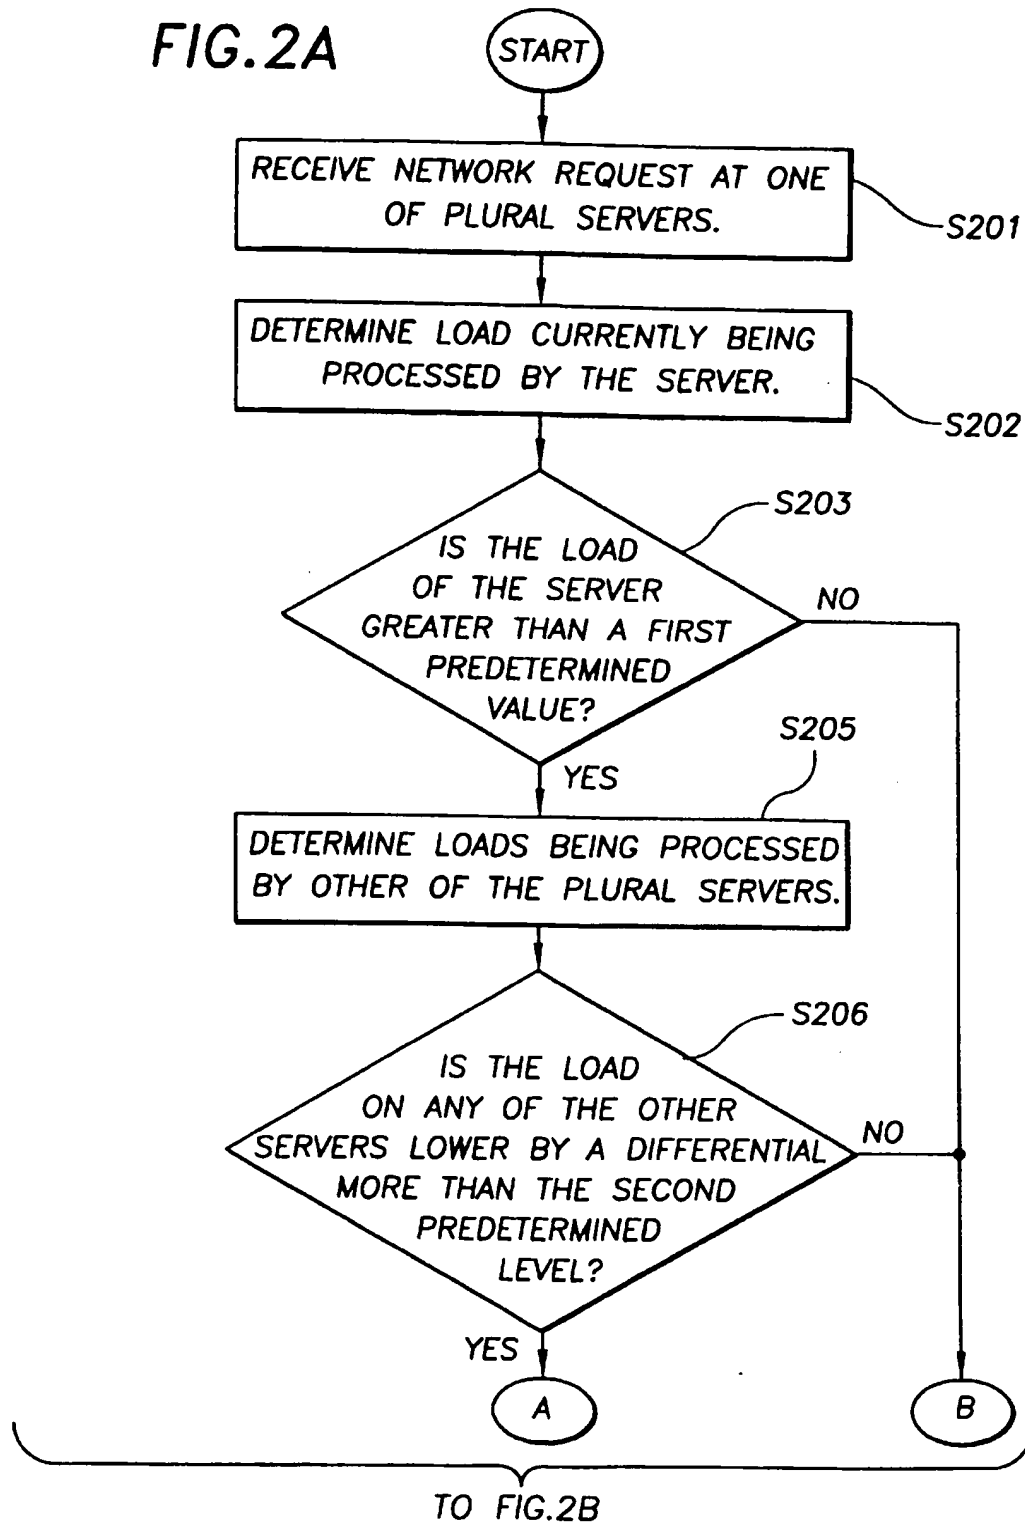 FIG.2A
START
RECEIVE NETWORK REQUEST AT ONE
OF PLURAL SERVERS.
S201
DETERMINE LOAD CURRENTLY BEING
PROCESSED BY THE SERVER.
S202
S203
IS THE LOAD
OF THE SERVER
GREATER THAN A FIRST
PREDETERMINED
VALUE?
NO
YES
S205
DETERMINE LOADS BEING PROCESSED
BY OTHER OF THE PLURAL SERVERS.
S206
IS THE LOAD
ON ANY OF THE OTHER
SERVERS LOWER BY A DIFFERENTIAL
MORE THAN THE SECOND
PREDETERMINED
LEVEL?
NO
YES
A
B
TO FIG.2B